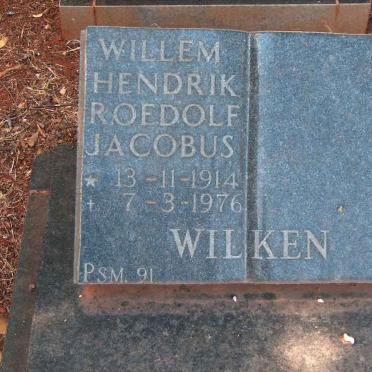 WILLEM
HENDRIK
ROEDOLF
JACOBUS
* 13-11-1914
+ 7-3-1976
WILKEN
PSM. 91